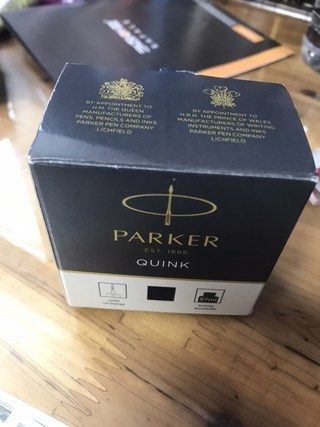 BY APPOINTMENT TO
H.M. THE QUEEN
MANUFACTURERS OF
PENS, PENCILS AND INKS
PARKER PEN COMPANY
LICHFIELD
BY APPOINTMENT TO
H.R.H. THE PRINCE OF WALES
MANUFACTURERS OF WRITING
INSTRUMENTS AND INKS
PARKER PEN COMPANY
LICHFIELD
PARKER
EST. 1888
QUINK
57ml